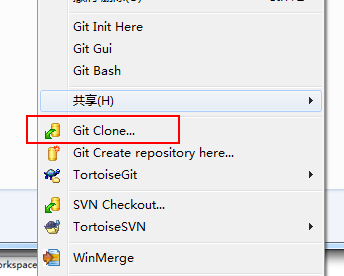 Git Init Here
Git Gui
Git Bash
共享(H)
Git Clone...
Git Create repository here...
TortoiseGit
SVN Checkout...
TortoiseSVN
WinMerge